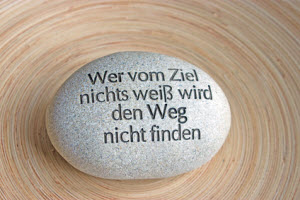 Wer vom Ziel
nichts weiß wird
den Weg
nicht finden